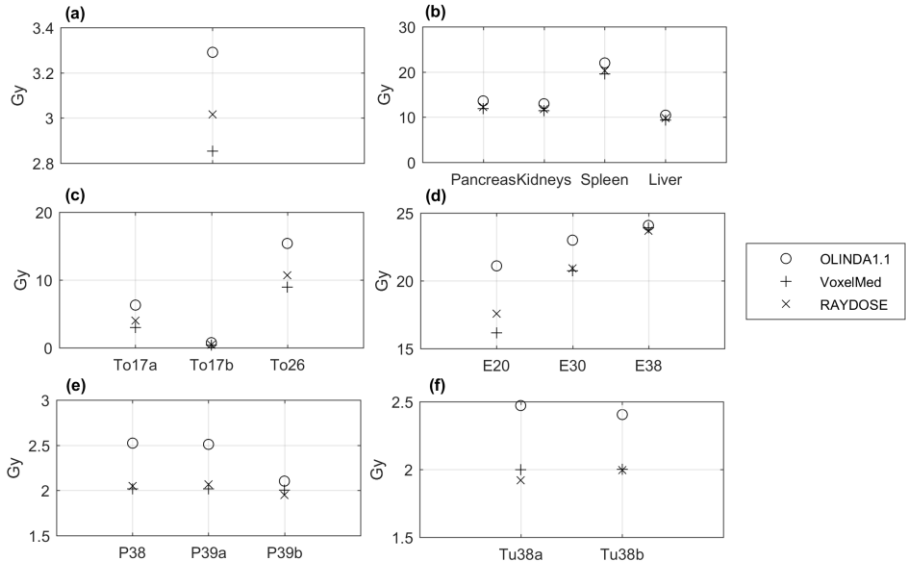 (a)
3.4
3.2
3
2.8
Gy
(b)
30
20
10
0
Gy
Pancreas Kidneys Spleen Liver
(c)
20
10
0
Gy
To17a To17b To26
(d)
25
20
15
Gy
E20 E30 E38
OLINDA1.1
VoxelMed
RAYDOSE
(e)
3
2.5
2
1.5
Gy
P38 P39a P39b
(f)
2.5
2
1.5
Gy
Tu38a Tu38b